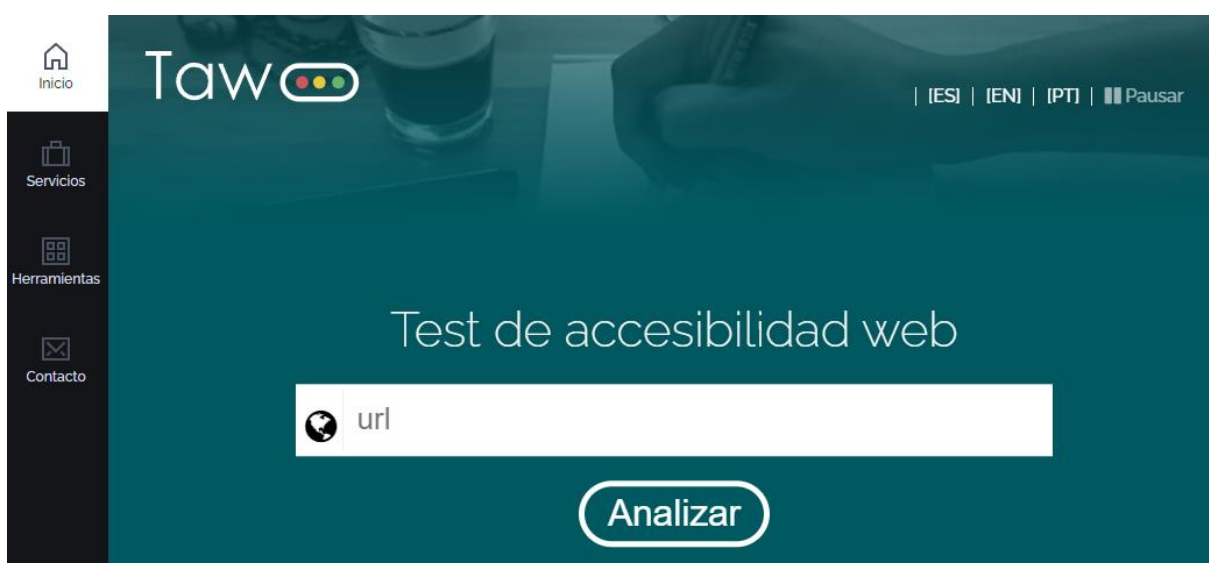 Inicio
Servicios
Herramientas
Contacto
Taw
| [ES] | [EN] | [PT] | Pausar
Test de accesibilidad web
url
Analizar